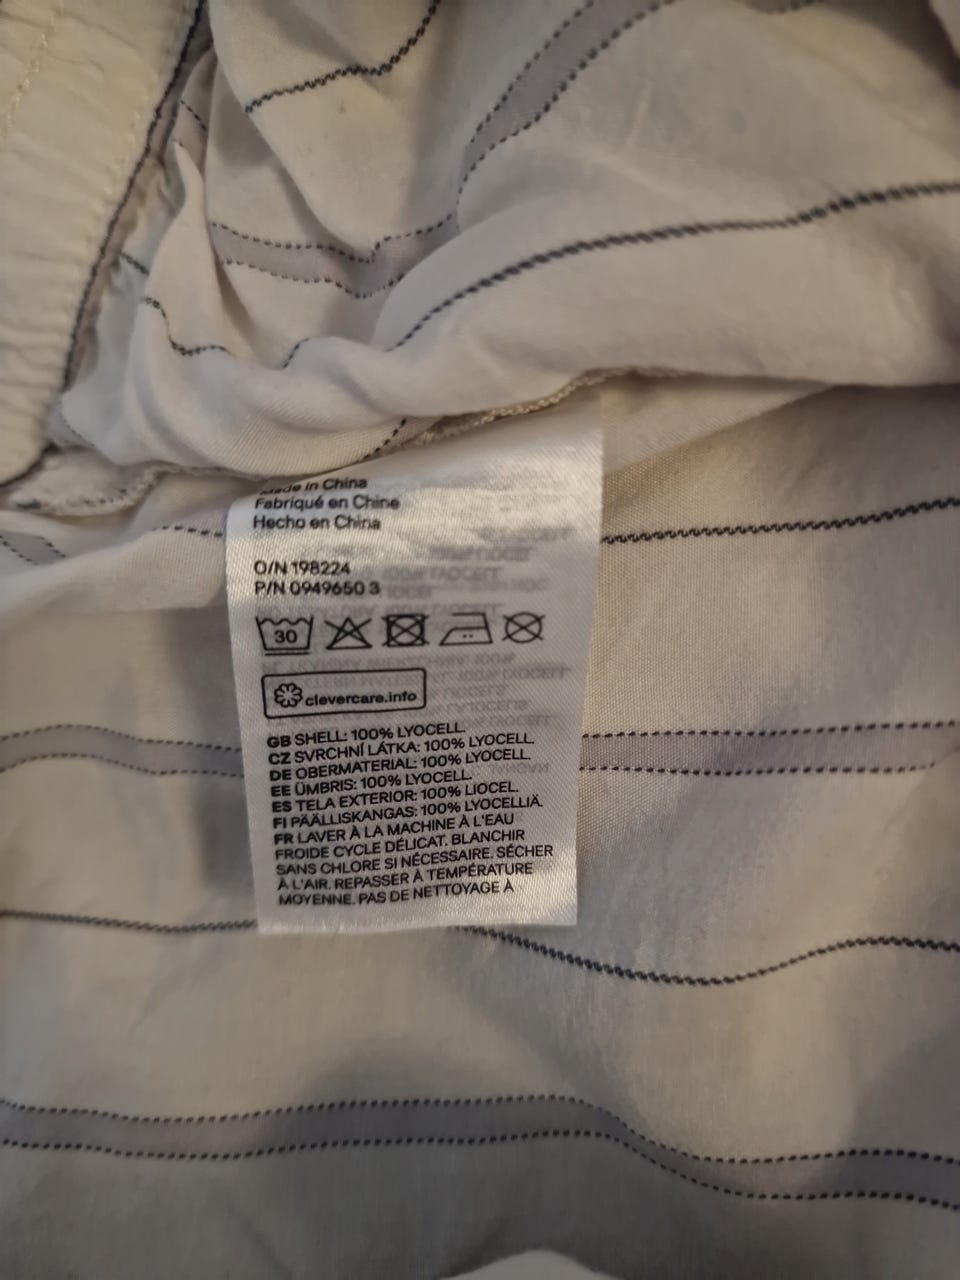 Made in China
Fabriqué en Chine
Hecho en China
O/N 198224
P/N 0949650 3
30
clevercare.info
GB SHELL: 100% LYOCELL.
CZ SVRCHNÍ LÁTKA: 100% LYOCELL.
DE OBERMATERIAL: 100% LYOCELL.
EE ÜMBRIS: 100% LYOCELL.
ES TELA EXTERIOR: 100% LIOCEL.
FI PÄÄLLISKANGAS: 100% LYOCELLIÄ.
FR LAVER À LA MACHINE À L'EAU
FROIDE CYCLE DÉLICAT. BLANCHIR
SANS CHLORE SI NÉCESSAIRE. SÉCHER
À L'AIR. REPASSER À TEMPÉRATURE
MOYENNE. PAS DE NETTOYAGE À